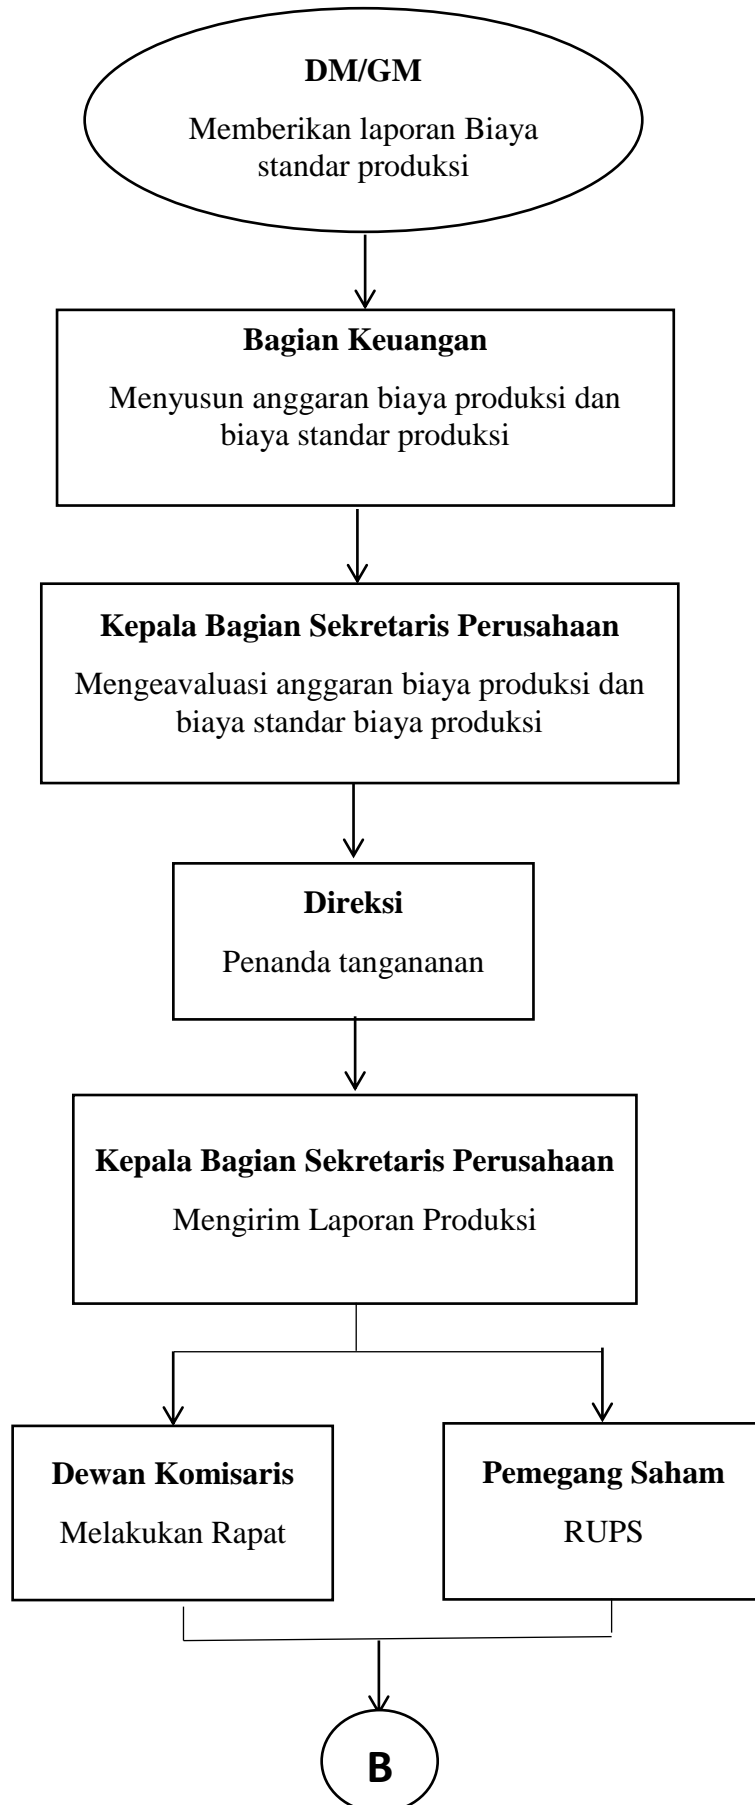 DM/GM
Memberikan laporan Biaya
standar produksi
Bagian Keuangan
Menyusun anggaran biaya produksi dan
biaya standar produksi
Kepala Bagian Sekretaris Perusahaan
Mengeavaluasi anggaran biaya produksi dan
biaya standar biaya produksi
Direksi
Penanda tangananan
Kepala Bagian Sekretaris Perusahaan
Mengirim Laporan Produksi
Dewan Komisaris
Melakukan Rapat
Pemegang Saham
RUPS
B